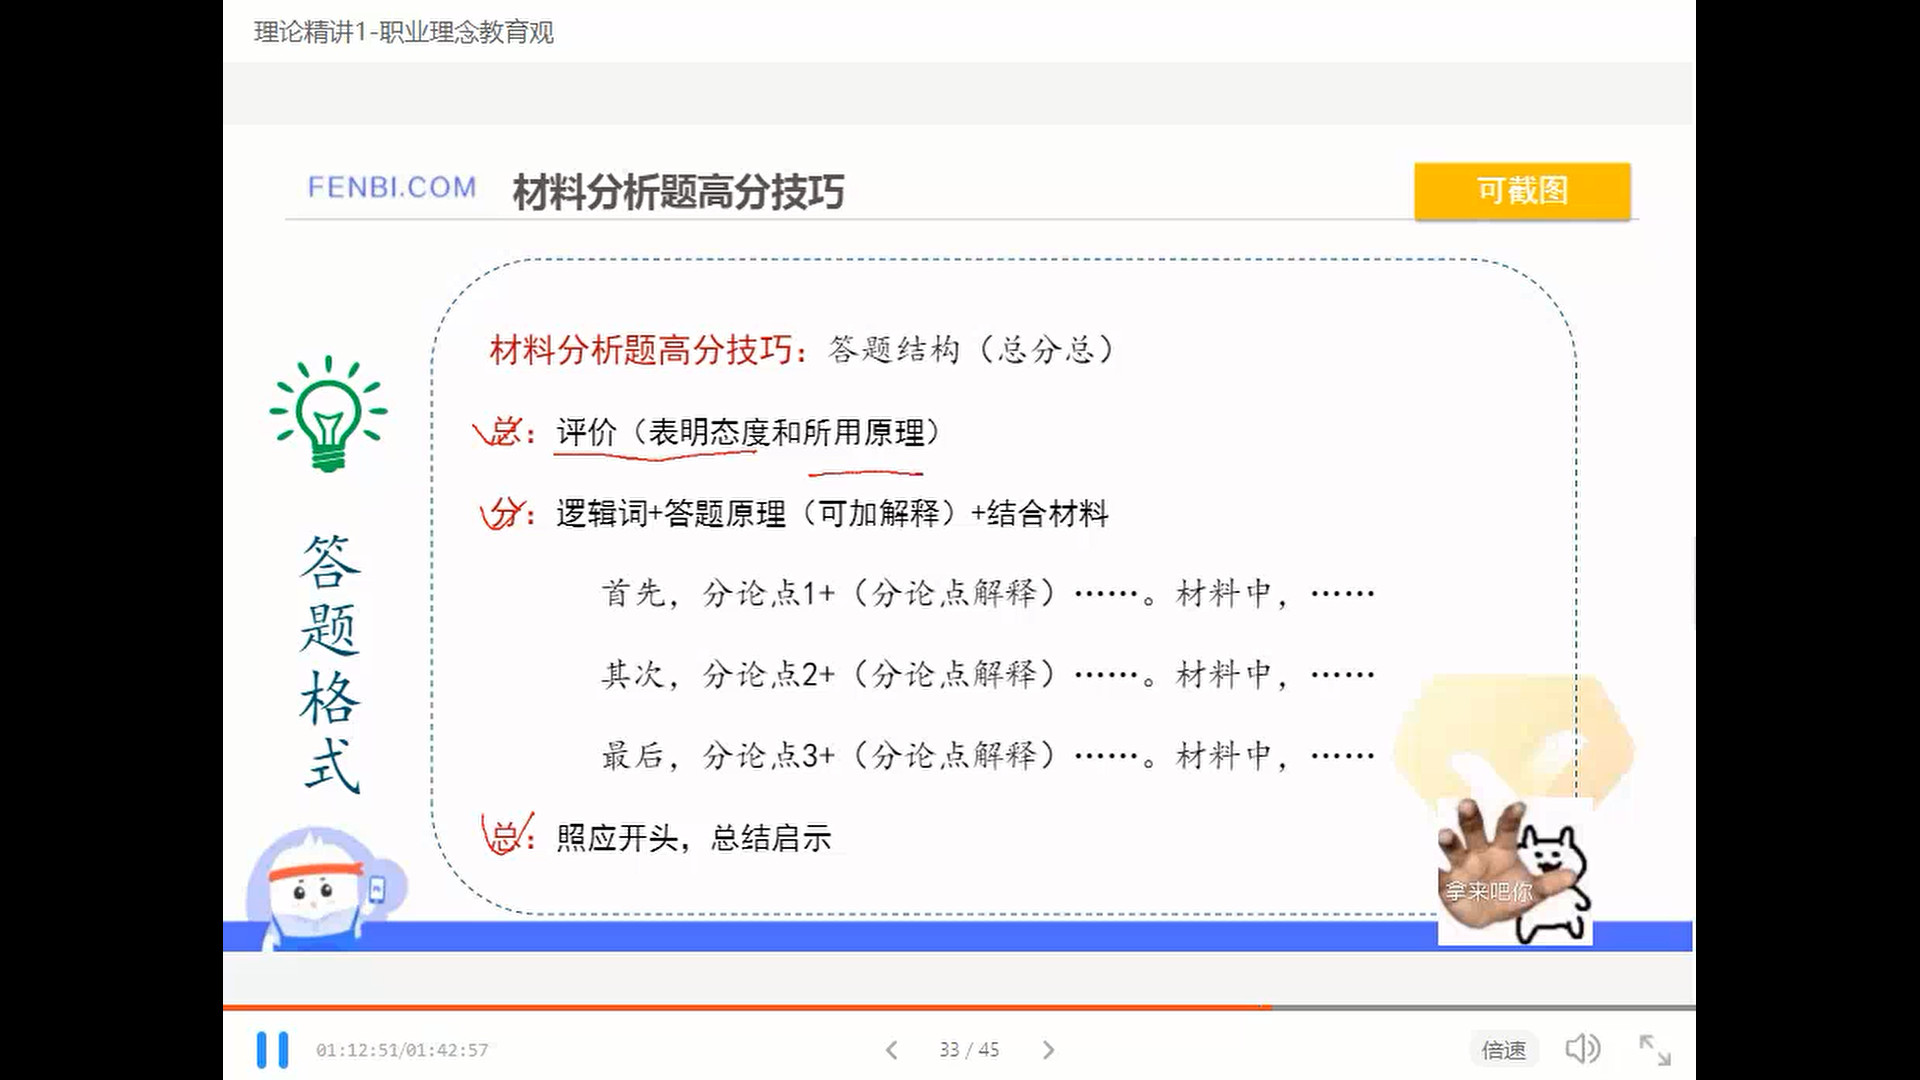 理论精讲1-职业理念教育观
FENBI.COM
材料分析题高分技巧
可截图
材料分析题高分技巧：答题结构（总分总）
总：评价（表明态度和所用原理）
分：逻辑词+答题原理（可加解释）+结合材料
首先，分论点1+（分论点解释）……。材料中，……
其次，分论点2+（分论点解释）……。材料中，……
最后，分论点3+（分论点解释）……。材料中，……
总：照应开头，总结启示
答题格式
拿来吧你
01:12:51/01:42:57
33 / 45
倍速